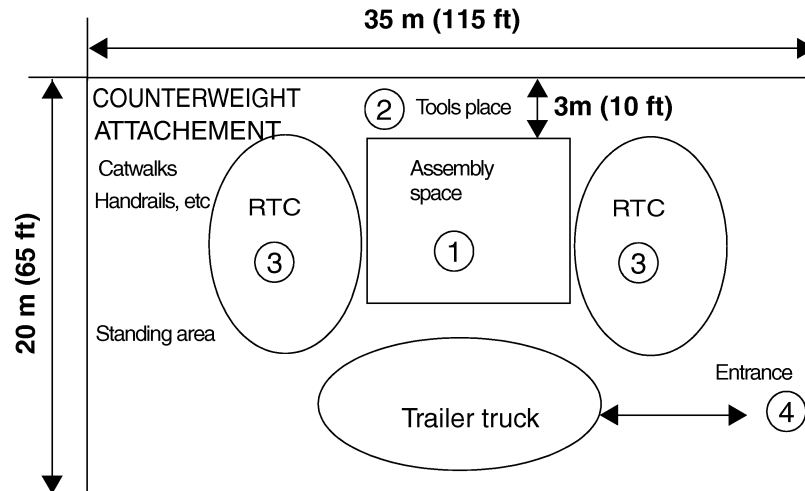 35 m (115 ft)
COUNTERWEIGHT
ATTACHEMENT
2 Tools place
3m (10 ft)
Catwalks
Handrails, etc
RTC
3
Assembly
space
1
RTC
3
20 m (65 ft)
Standing area
Trailer truck
Entrance
4